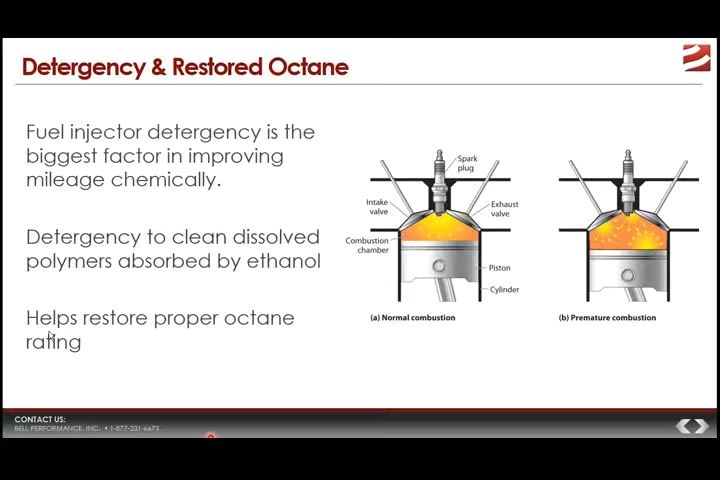 Detergency & Restored Octane
Fuel injector detergency is the
biggest factor in improving
mileage chemically.
Detergency to clean dissolved
polymers absorbed by ethanol
Helps restore proper octane
rating
Spark
plug
Intake
valve
Exhaust
valve
Combustion
chamber
Piston
Cylinder
(a) Normal combustion
(b) Premature combustion
CONTACT US:
BELL PERFORMANCE, INC. • 1-877-231-6673